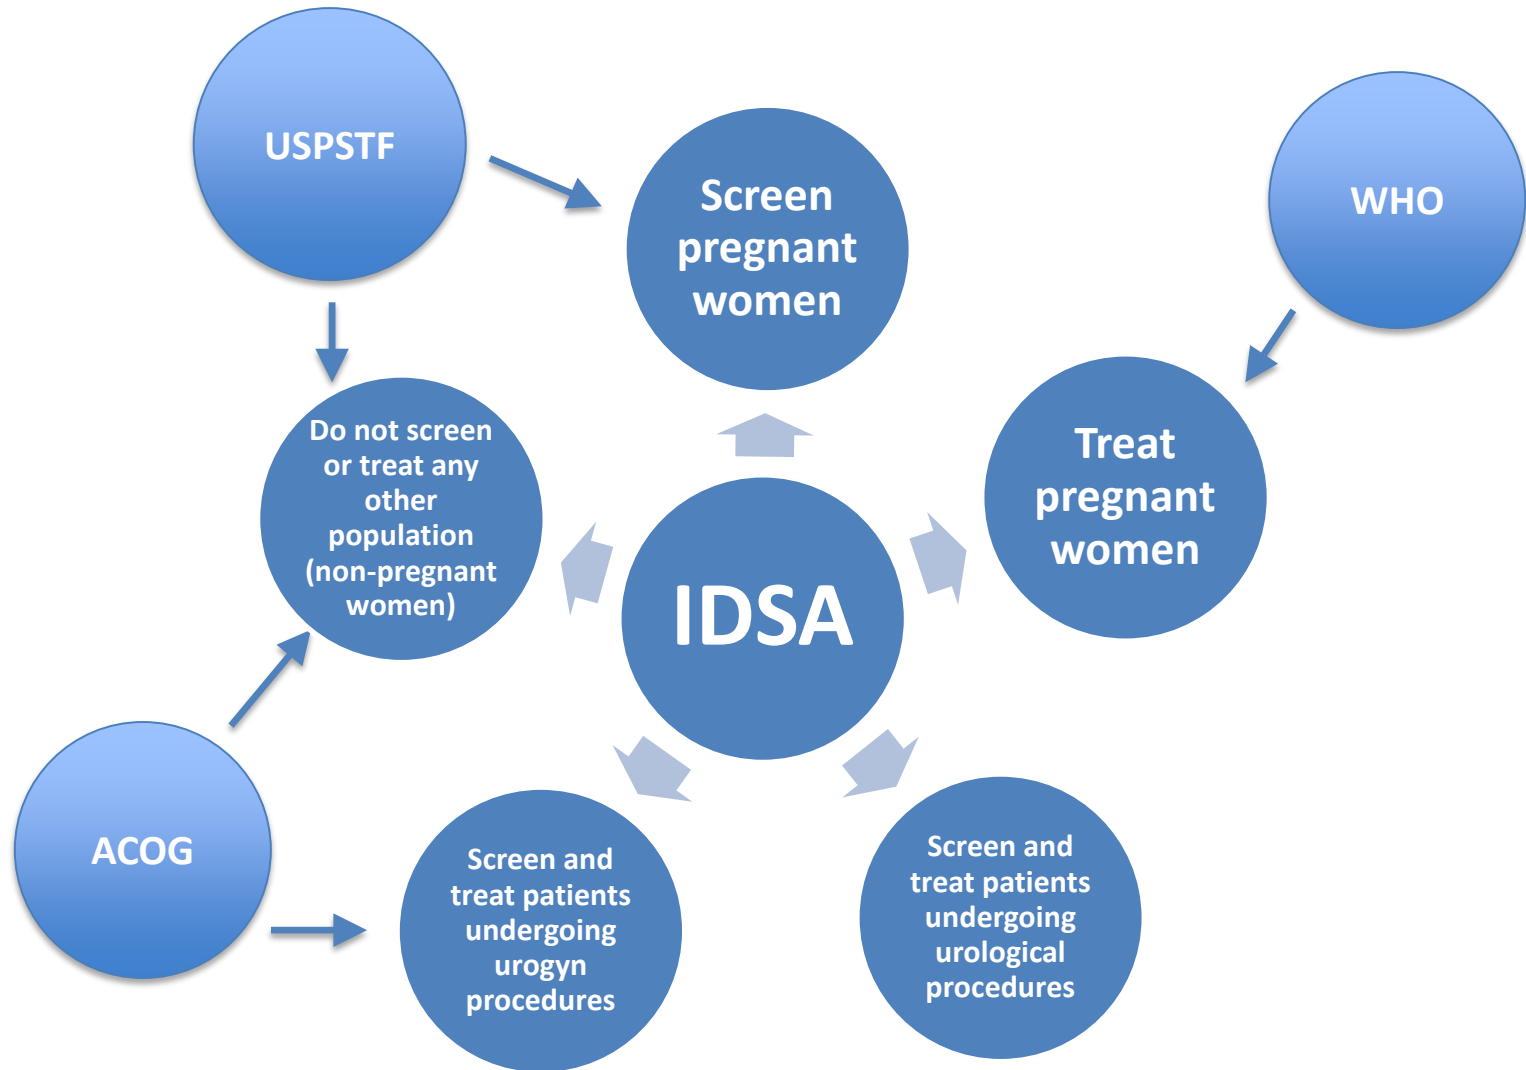 USPSTF
Screen
pregnant
women
WHO
Do not screen
or treat any
other
population
(non-pregnant
women)
Treat
pregnant
women
IDSA
ACOG
Screen and
treat patients
undergoing
urogyn
procedures
Screen and
treat patients
undergoing
urological
procedures